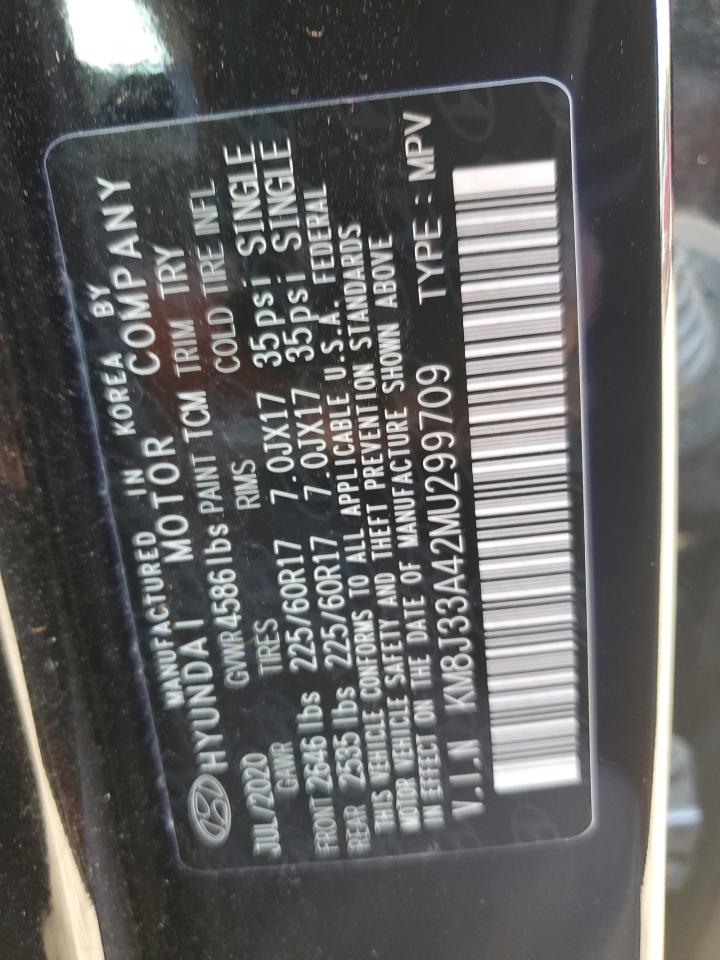 MANUFACTURED IN KOREA BY
HYUNDAI MOTOR COMPANY
JUL/2020 GVWR 4586 lbs PAINT TCM TRIM TRY
GAWR TIRES RIMS COLD TIRE INFL
FRONT 2646 lbs 225/60R17 7.0JX17 35psi SINGLE
REAR 2535 lbs 225/60R17 7.0JX17 35psi SINGLE
THIS VEHICLE CONFORMS TO ALL APPLICABLE U.S.A. FEDERAL
MOTOR VEHICLE SAFETY AND THEFT PREVENTION STANDARDS
IN EFFECT ON THE DATE OF MANUFACTURE SHOWN ABOVE
V.I.N KM8J33A42MU299709 TYPE : MPV